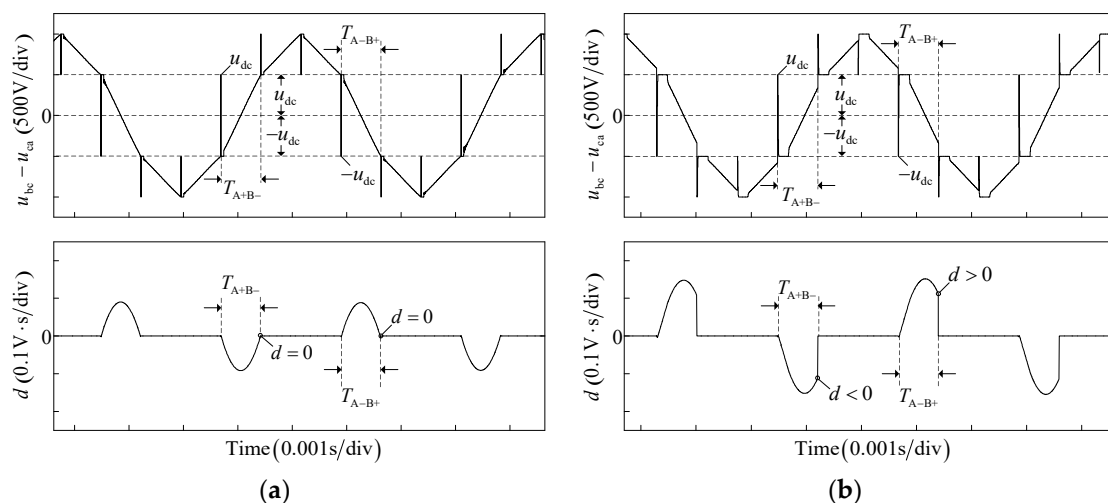 u_bc − u_ca (500V/div)
0
T_A−B+
u_dc
u_dc
−u_dc
−u_dc
T_A+B−
d (0.1V·s/div)
0
T_A+B−
d = 0
d = 0
T_A−B+
Time(0.001s/div)
(a)
u_bc − u_ca (500V/div)
0
T_A−B+
u_dc
u_dc
−u_dc
−u_dc
T_A+B−
d (0.1V·s/div)
0
T_A+B−
d > 0
d < 0
T_A−B+
Time(0.001s/div)
(b)